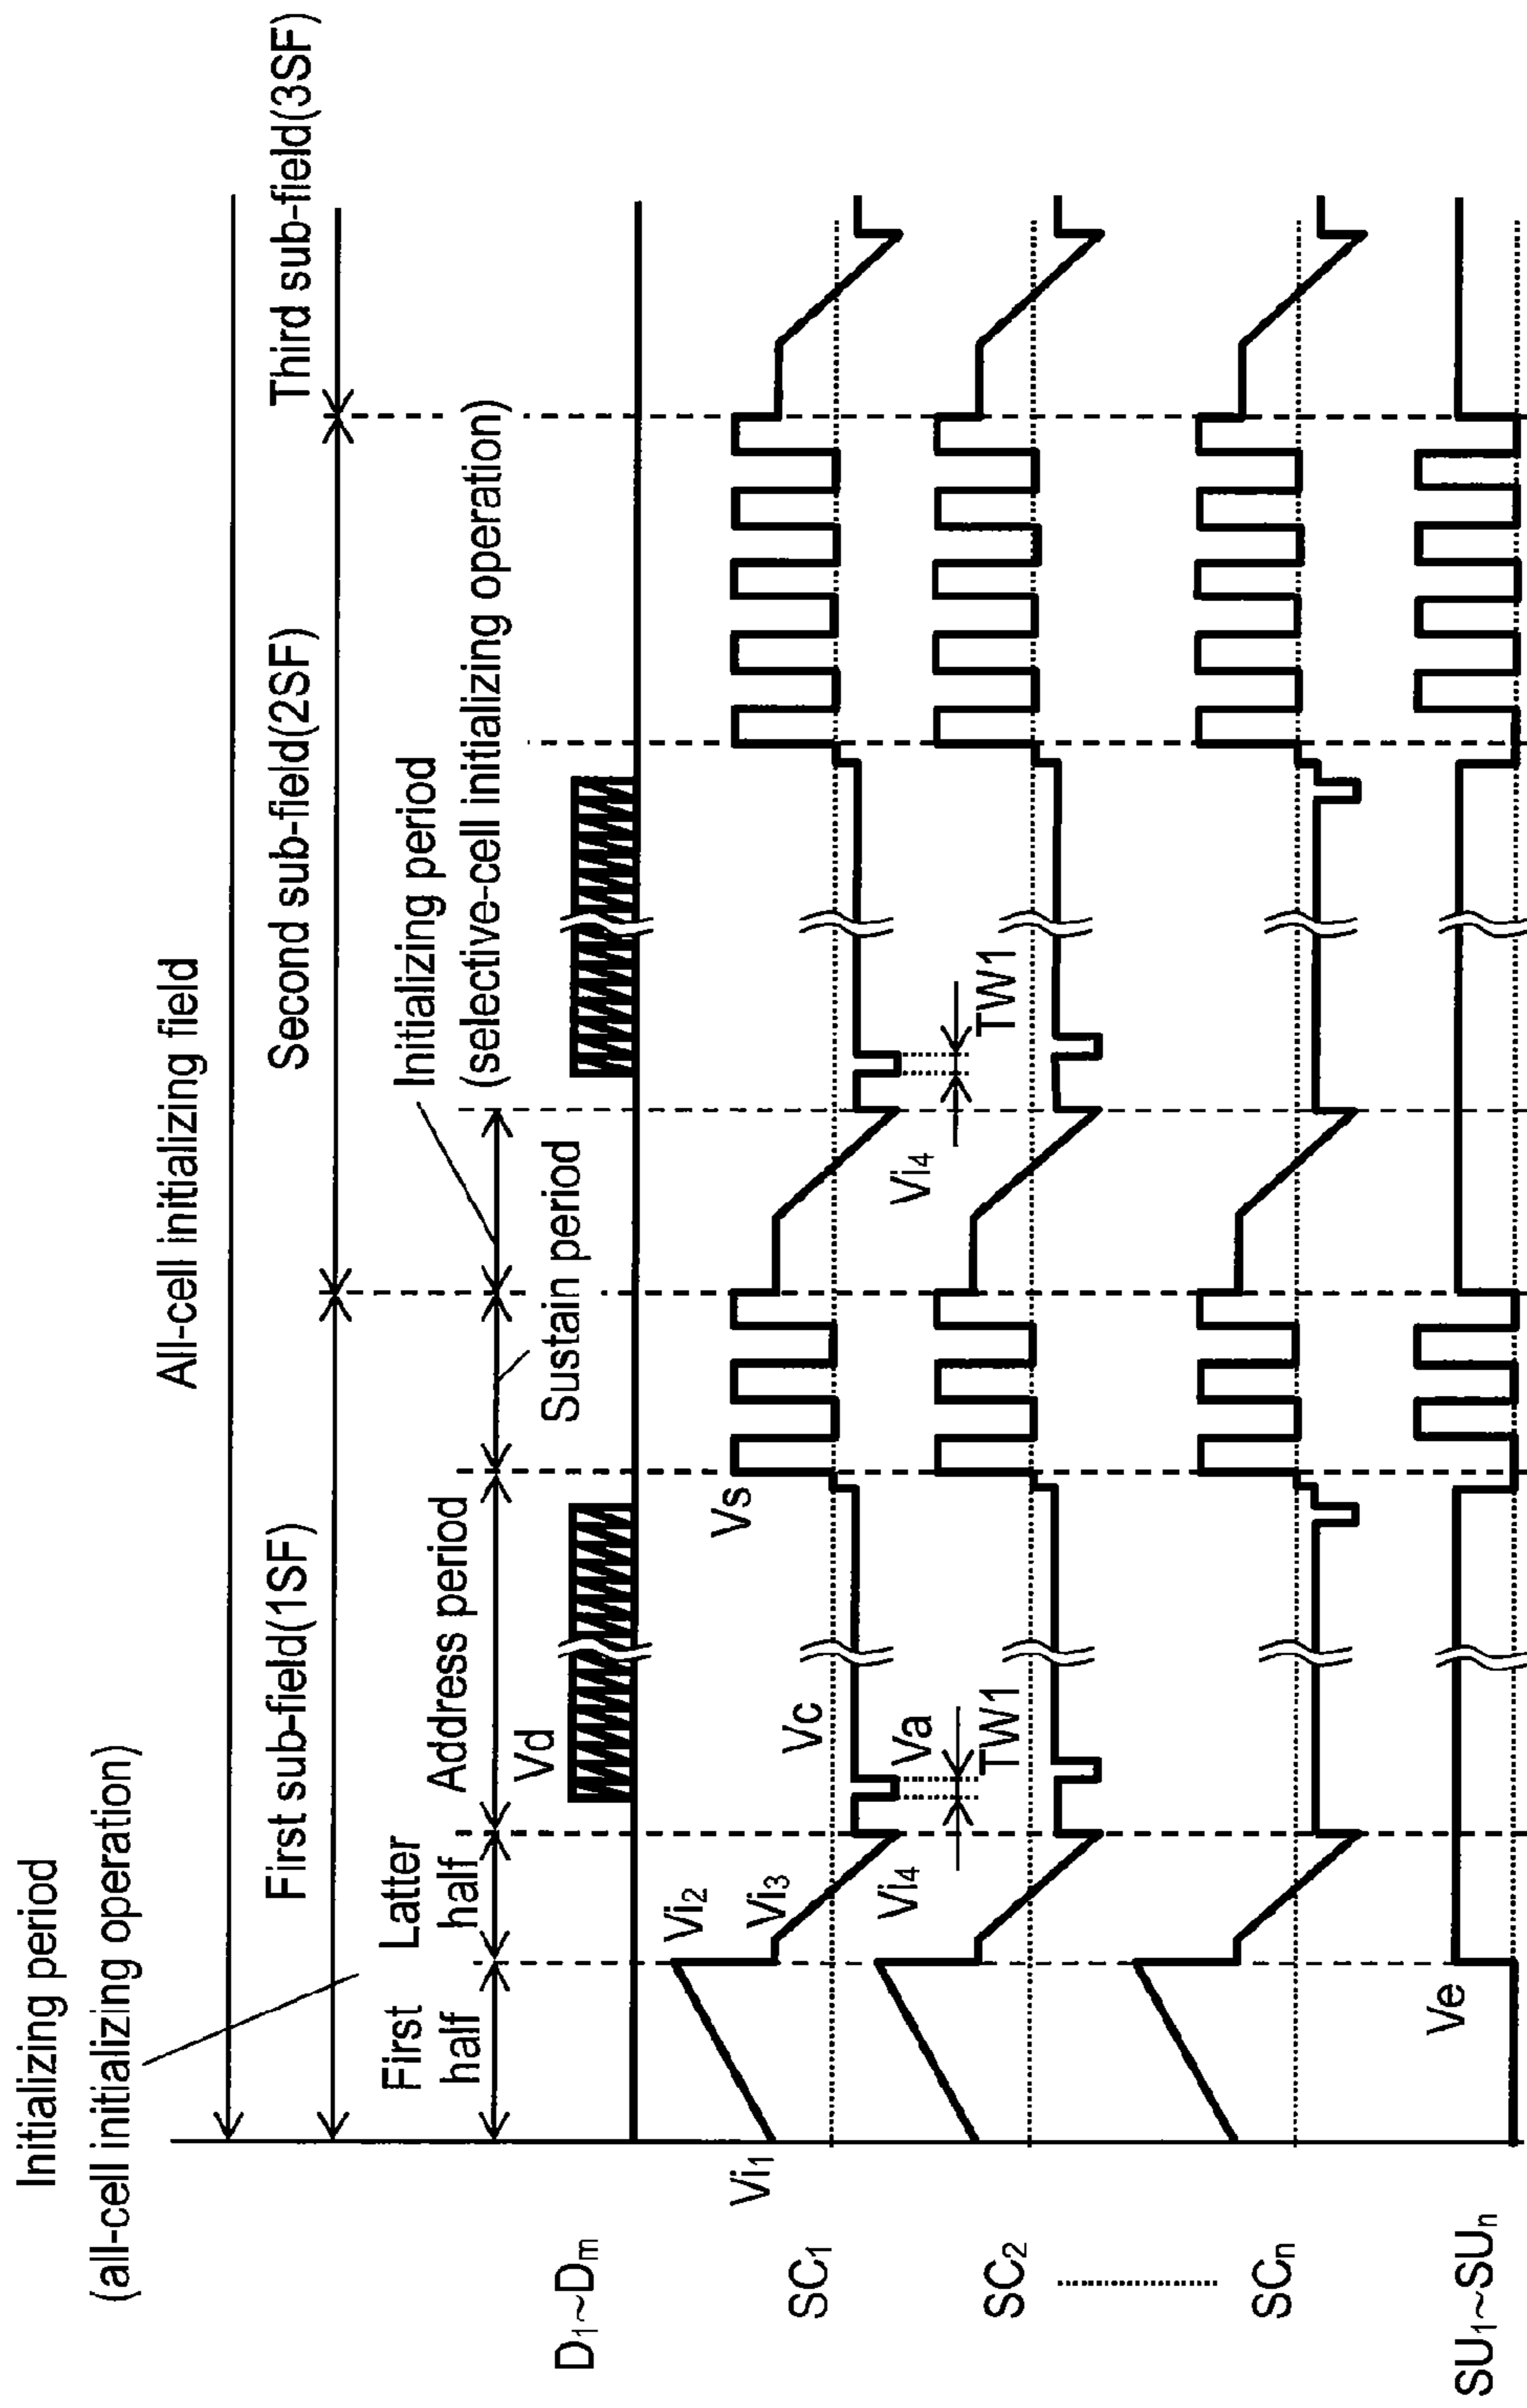 Initializing period
(all-cell initializing operation)
All-cell initializing field
First sub-field(1SF)
Second sub-field(2SF)
Third sub-field(3SF)
First
half
Latter
half
Address period
Sustain period
Initializing period
(selective-cell initializing operation)
D₁~Dₘ
Vd
SC₁
Vi₁
Vi₂
Vi₃
Vi₄
Vc
Va
TW1
Vs
Vi₄
TW1
SC₂
SCₙ
SU₁~SUₙ
Ve